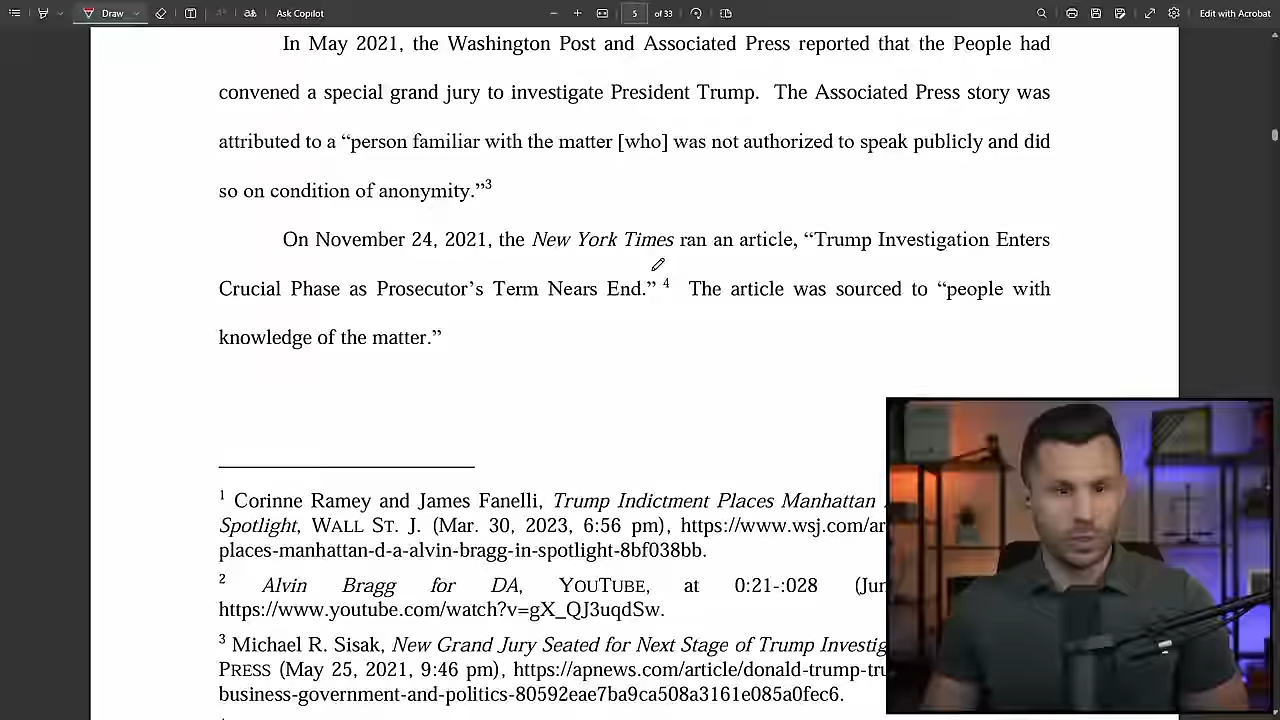 Draw
Ask Copilot
5 of 33
Edit with Acrobat
In May 2021, the Washington Post and Associated Press reported that the People had
convened a special grand jury to investigate President Trump. The Associated Press story was
attributed to a “person familiar with the matter [who] was not authorized to speak publicly and did
so on condition of anonymity.”3
On November 24, 2021, the New York Times ran an article, “Trump Investigation Enters
Crucial Phase as Prosecutor’s Term Nears End.” 4 The article was sourced to “people with
knowledge of the matter.”
1 Corinne Ramey and James Fanelli, Trump Indictment Places Manhattan
Spotlight, WALL ST. J. (Mar. 30, 2023, 6:56 pm), https://www.wsj.com/ar
places-manhattan-d-a-alvin-bragg-in-spotlight-8bf038bb.
2 Alvin Bragg for DA, YOUTUBE, at 0:21-:028 (Jun
https://www.youtube.com/watch?v=gX_QJ3uqdSw.
3 Michael R. Sisak, New Grand Jury Seated for Next Stage of Trump Investig
PRESS (May 25, 2021, 9:46 pm), https://apnews.com/article/donald-trump-tru
business-government-and-politics-80592eae7ba9ca508a3161e085a0fec6.